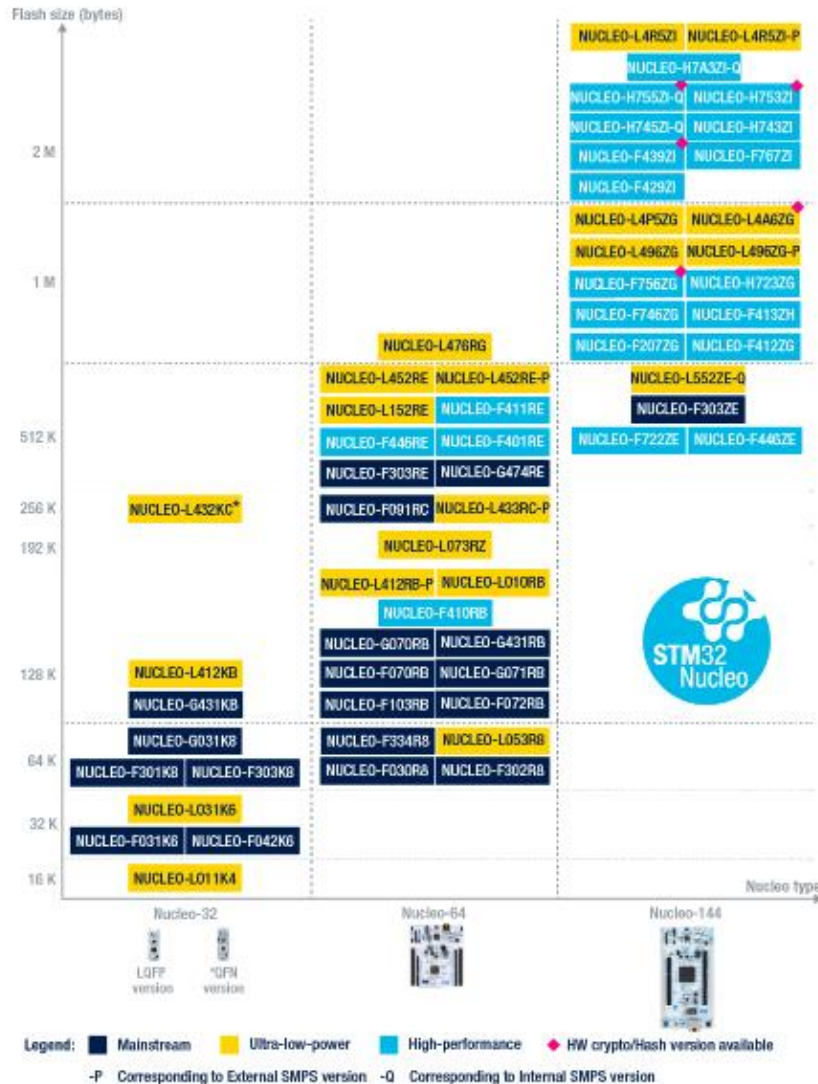 Flash size (bytes)
NUCLEO-L4R5ZI NUCLEO-L4R5ZI-P
NUCLEO-H7A3ZI-Q
NUCLEO-H755ZI-Q NUCLEO-H753ZI
NUCLEO-H745ZI-Q NUCLEO-H743ZI
2 M
NUCLEO-F439ZI NUCLEO-F767ZI
NUCLEO-F429ZI
NUCLEO-L4P5ZG NUCLEO-L4A6ZG
NUCLEO-L496ZG NUCLEO-L496ZG-P
1 M
NUCLEO-F756ZG NUCLEO-H723ZG
NUCLEO-F746ZG NUCLEO-F413ZH
NUCLEO-L476RG NUCLEO-F207ZG NUCLEO-F412ZG
NUCLEO-L452RE NUCLEO-L452RE-P NUCLEO-L552ZE-Q
NUCLEO-L152RE NUCLEO-F411RE NUCLEO-F303ZE
512 K NUCLEO-F446RE NUCLEO-F401RE NUCLEO-F722ZE NUCLEO-F446ZE
NUCLEO-F303RE NUCLEO-G474RE
256 K NUCLEO-L432KC* NUCLEO-F091RC NUCLEO-L433RC-P
192 K NUCLEO-L073RZ
NUCLEO-L412RB-P NUCLEO-L010RB
NUCLEO-F410RB
NUCLEO-G070RB NUCLEO-G431RB
STM32
Nucleo
128 K NUCLEO-L412KB NUCLEO-F070RB NUCLEO-G071RB
NUCLEO-G431KB NUCLEO-F103RB NUCLEO-F072RB
NUCLEO-G031K8 NUCLEO-F334R8 NUCLEO-L053R8
64 K NUCLEO-F301K8 NUCLEO-F303K8 NUCLEO-F030R8 NUCLEO-F302R8
NUCLEO-L031K6
32 K NUCLEO-F031K6 NUCLEO-F042K6
16 K NUCLEO-L011K4
Nucleo type
Nucleo-32 Nucleo-64 Nucleo-144
LQFP version
*QFN version
Legend: Mainstream Ultra-low-power High-performance HW crypto/Hash version available
-P Corresponding to External SMPS version -Q Corresponding to Internal SMPS version